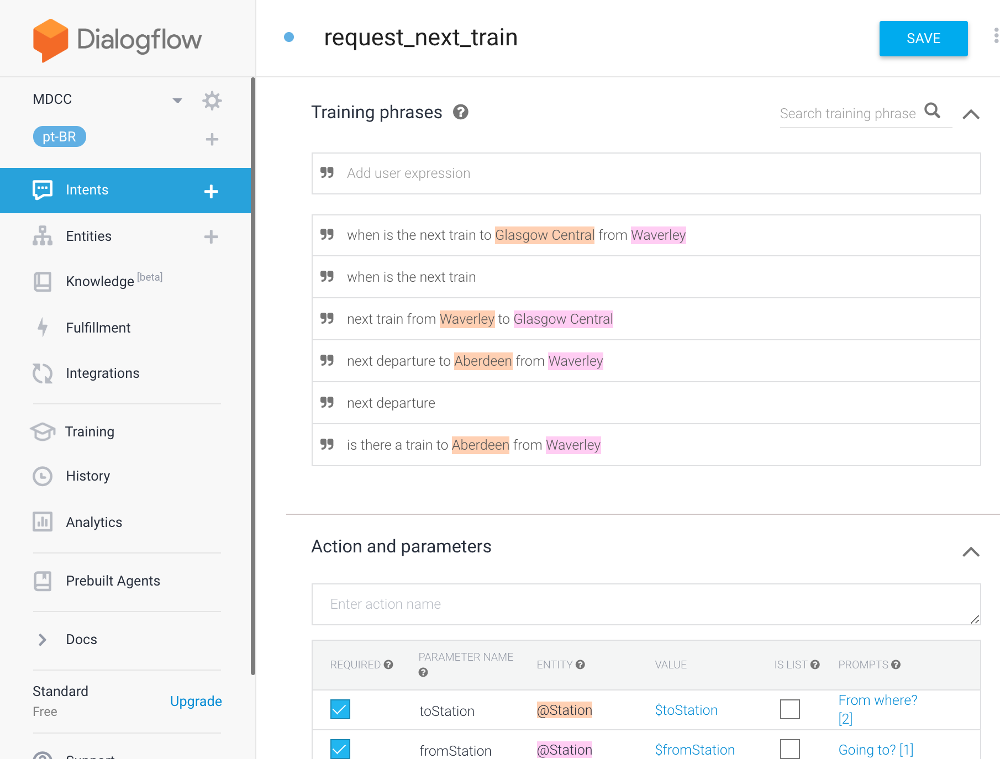 Dialogflow
request_next_train
SAVE
MDCC
pt-BR
Intents
Entities
Knowledge [beta]
Fulfillment
Integrations
Training
History
Analytics
Prebuilt Agents
Docs
Standard
Free
Upgrade
Support
Training phrases
Search training phrase
Add user expression
when is the next train to Glasgow Central from Waverley
when is the next train
next train from Waverley to Glasgow Central
next departure to Aberdeen from Waverley
next departure
is there a train to Aberdeen from Waverley
Action and parameters
Enter action name
REQUIRED PARAMETER NAME ENTITY VALUE IS LIST PROMPTS
toStation @Station $toStation From where? [2]
fromStation @Station $fromStation Going to? [1]